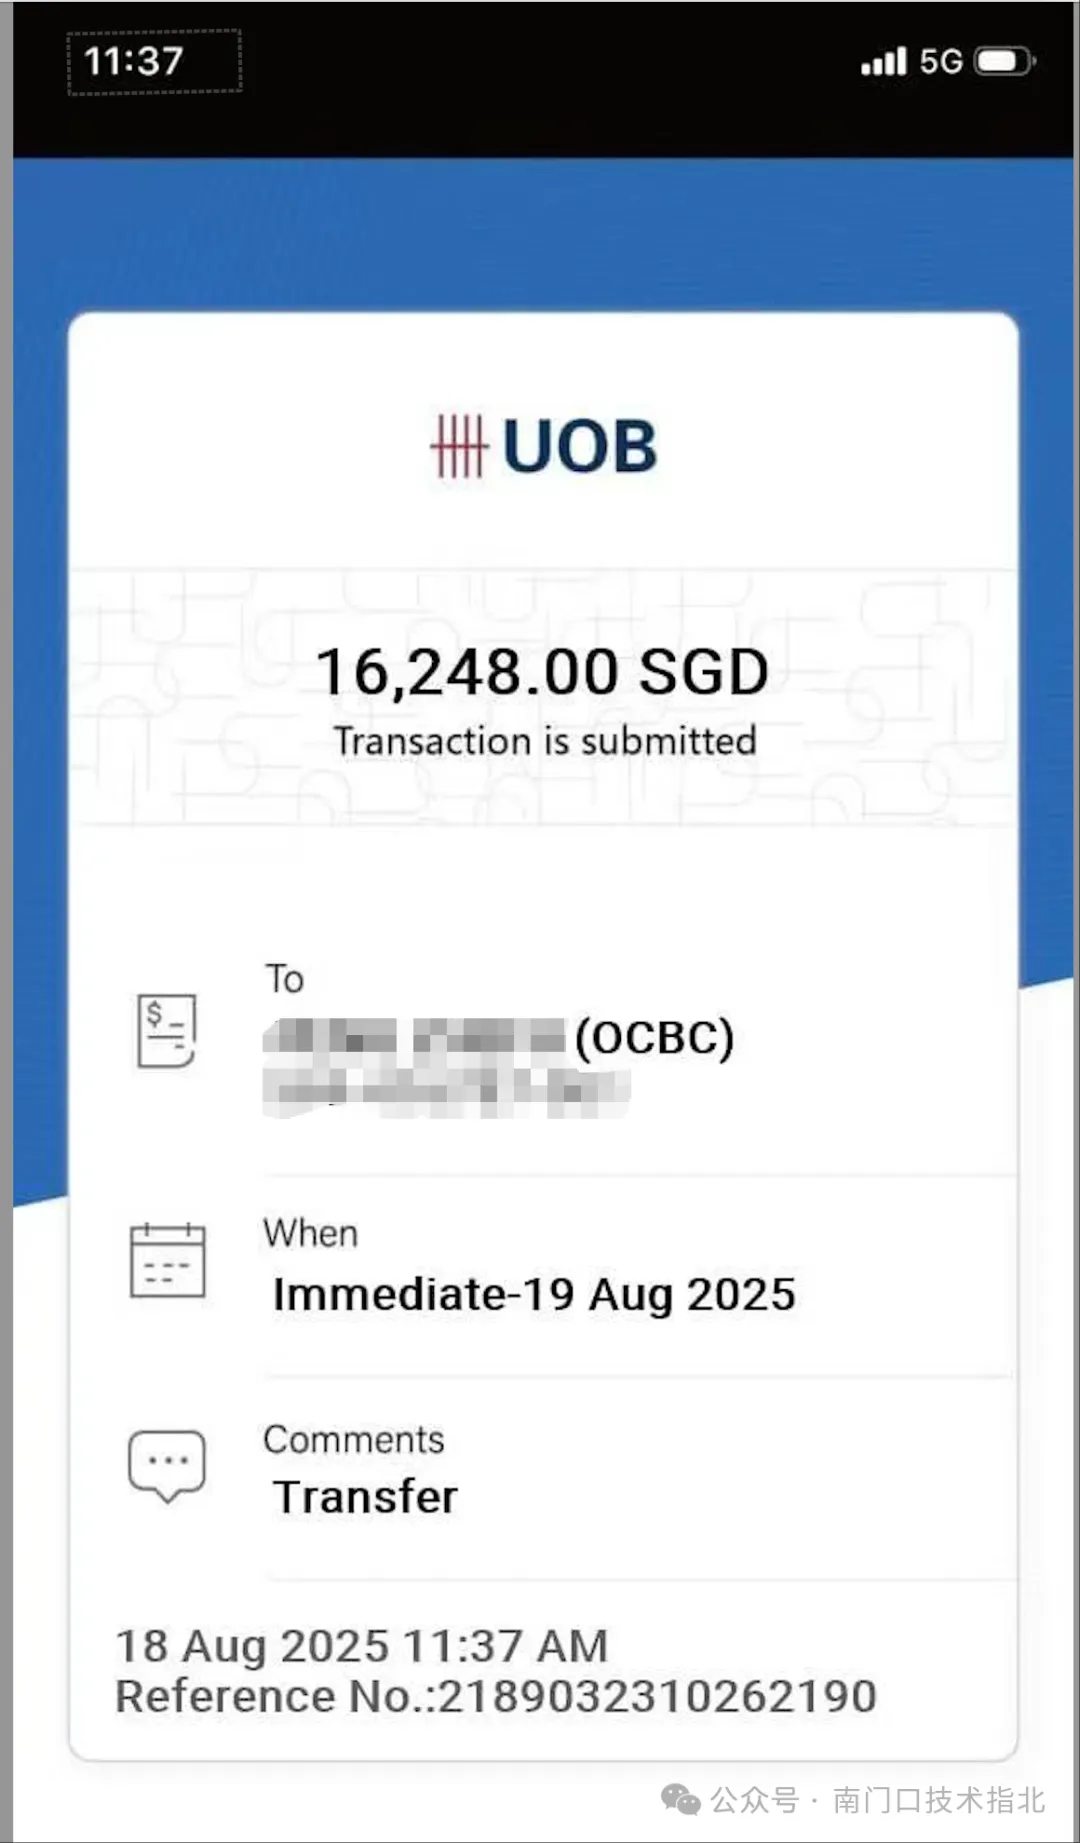 11:37 5G
UOB
16,248.00 SGD
Transaction is submitted
To
(OCBC)
When
Immediate-19 Aug 2025
Comments
Transfer
18 Aug 2025 11:37 AM
Reference No.:2189032310262190
公众号 · 南门口技术指北